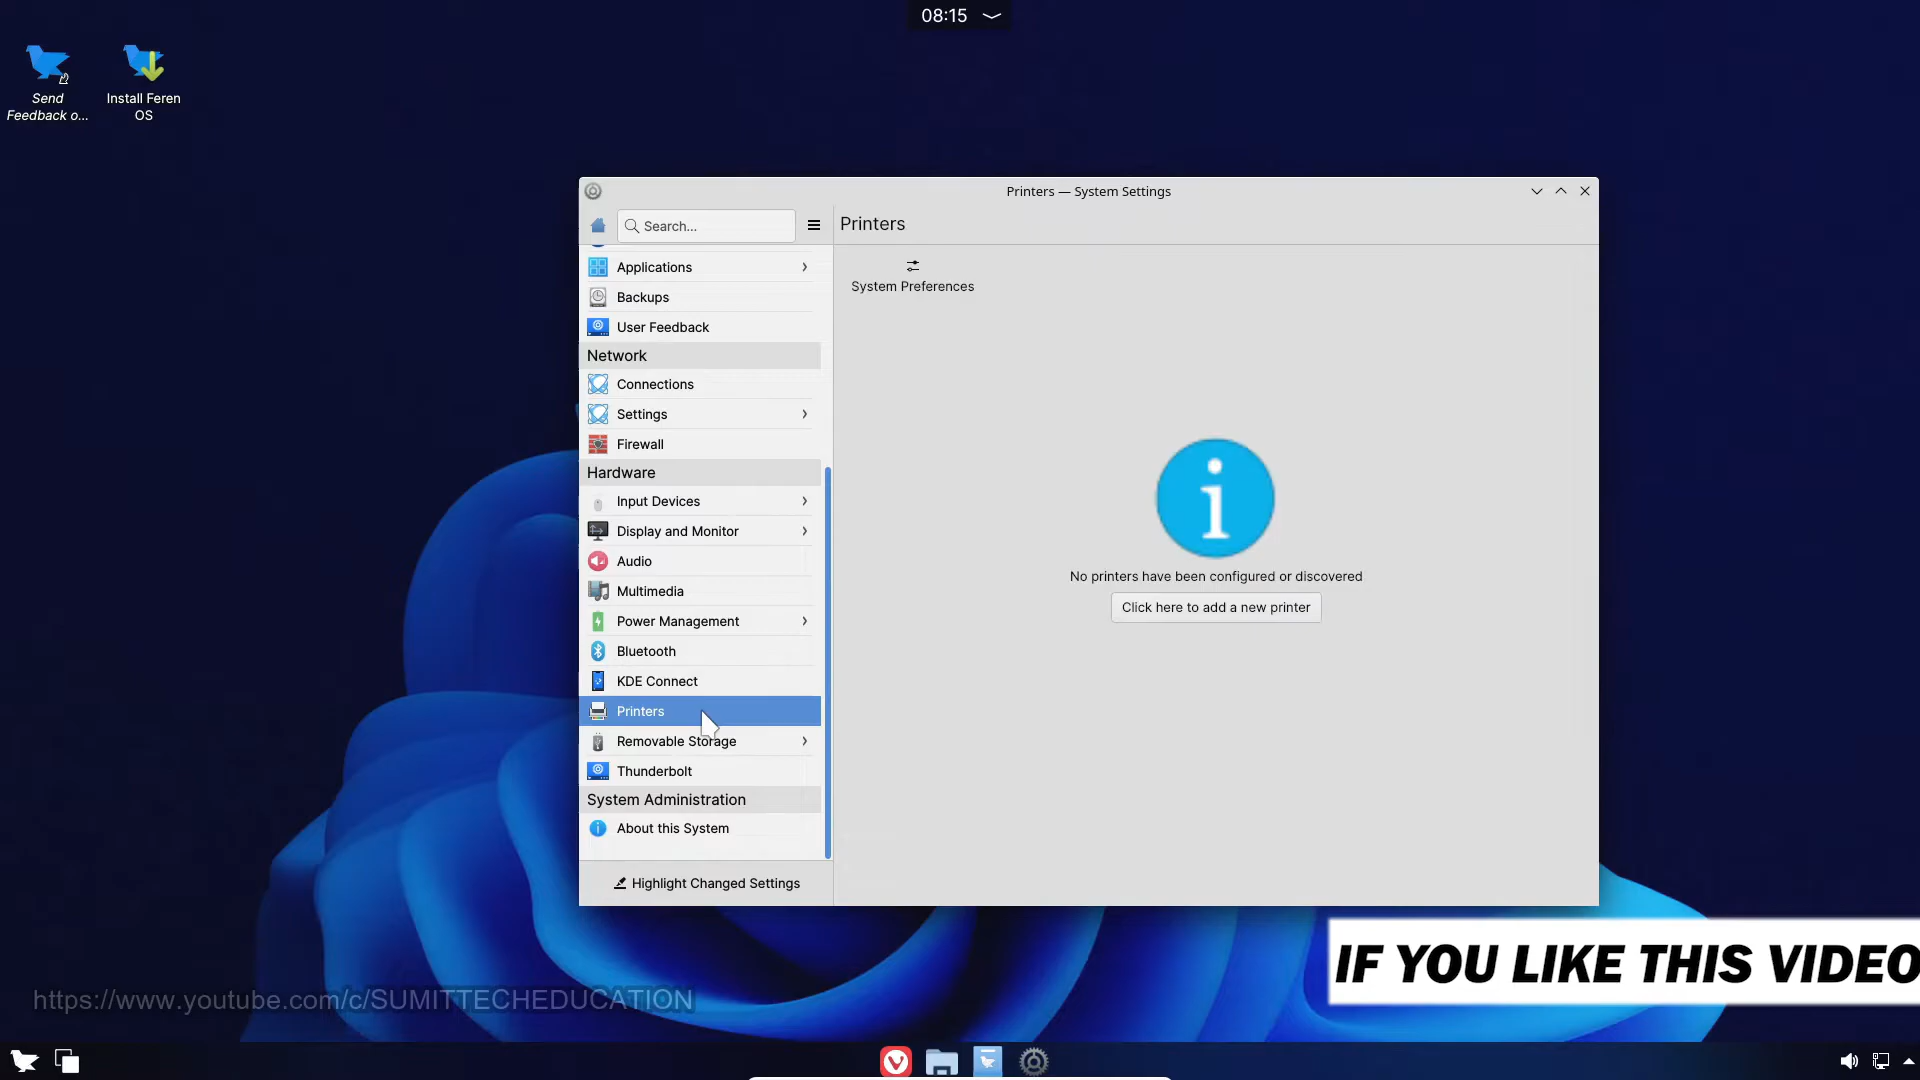 08:15
Send
Feedback o...
Install Feren
OS
Printers — System Settings
Search...
Printers
System Preferences
Applications
Backups
User Feedback
Network
Connections
Settings
Firewall
Hardware
Input Devices
Display and Monitor
Audio
Multimedia
Power Management
Bluetooth
KDE Connect
Printers
Removable Storage
Thunderbolt
System Administration
About this System
Highlight Changed Settings
No printers have been configured or discovered
Click here to add a new printer
IF YOU LIKE THIS VIDEO
https://www.youtube.com/c/SUMITTECHEDUCATION